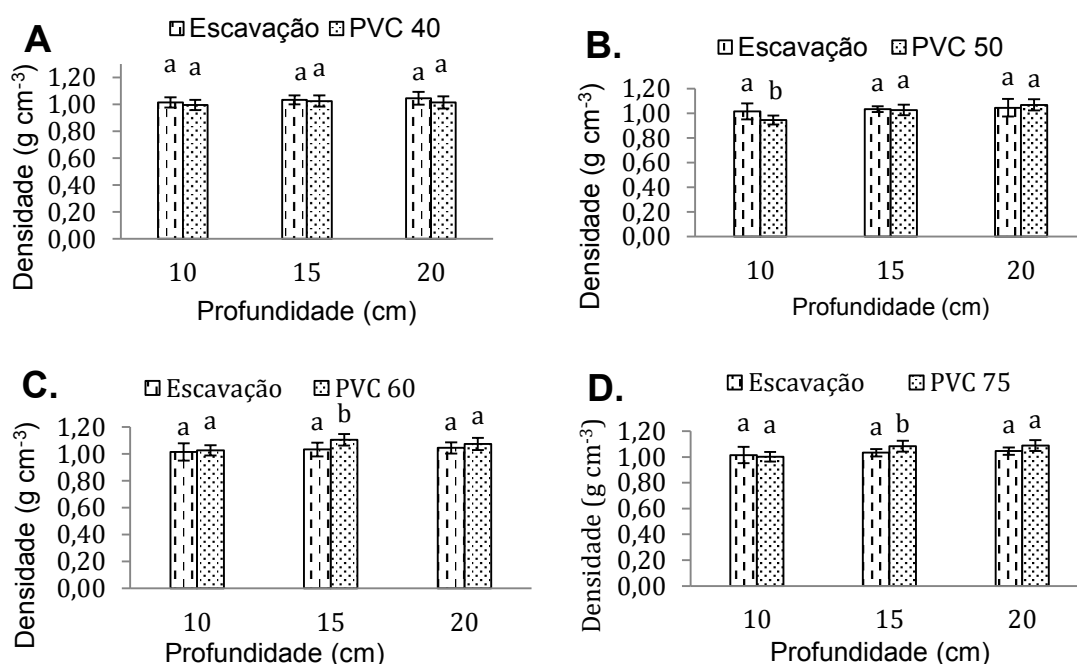 A
Escavação PVC 40
a a a a a a
1,20
1,00
0,80
0,60
0,40
0,20
0,00
Densidade (g cm-3)
10 15 20
Profundidade (cm)
B.
Escavação PVC 50
a b a a a a
1,20
1,00
0,80
0,60
0,40
0,20
0,00
Densidade (g cm-3)
10 15 20
Profundidade (cm)
C.
Escavação PVC 60
a a a b a a
1,20
1,00
0,80
0,60
0,40
0,20
0,00
Densidade (g cm-3)
10 15 20
Profundidade (cm)
D.
Escavação PVC 75
a a a b a a
1,20
1,00
0,80
0,60
0,40
0,20
0,00
Densidade (g cm-3)
10 15 20
Profundidade (cm)